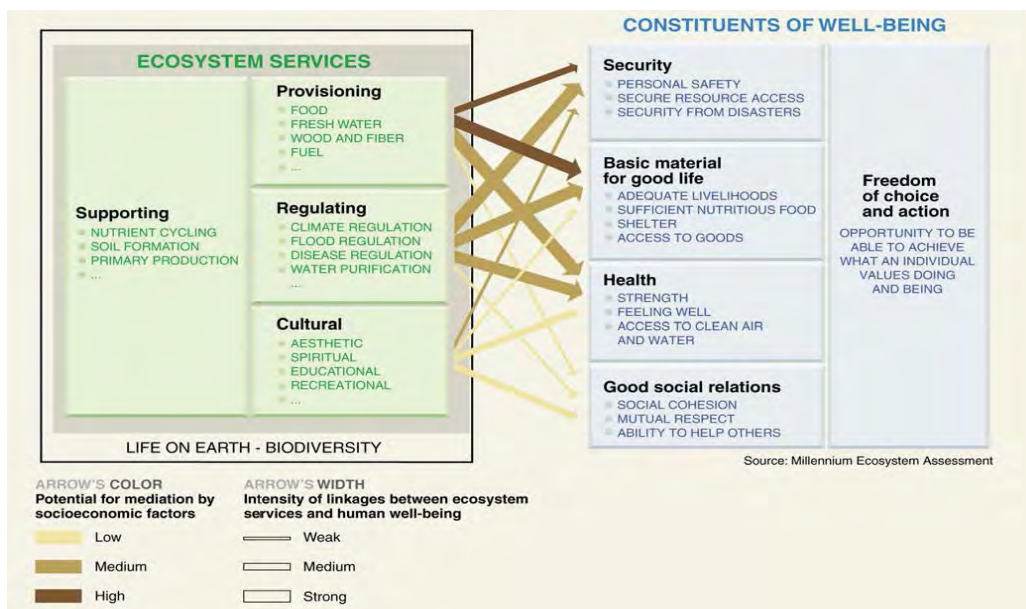 CONSTITUENTS OF WELL-BEING
ECOSYSTEM SERVICES
Supporting
NUTRIENT CYCLING
SOIL FORMATION
PRIMARY PRODUCTION
...
Provisioning
FOOD
FRESH WATER
WOOD AND FIBER
FUEL
...
Regulating
CLIMATE REGULATION
FLOOD REGULATION
DISEASE REGULATION
WATER PURIFICATION
...
Cultural
AESTHETIC
SPIRITUAL
EDUCATIONAL
RECREATIONAL
...
LIFE ON EARTH - BIODIVERSITY
Security
PERSONAL SAFETY
SECURE RESOURCE ACCESS
SECURITY FROM DISASTERS
Basic material
for good life
ADEQUATE LIVELIHOODS
SUFFICIENT NUTRITIOUS FOOD
SHELTER
ACCESS TO GOODS
Health
STRENGTH
FEELING WELL
ACCESS TO CLEAN AIR
AND WATER
Good social relations
SOCIAL COHESION
MUTUAL RESPECT
ABILITY TO HELP OTHERS
Freedom
of choice
and action
OPPORTUNITY TO BE
ABLE TO ACHIEVE
WHAT AN INDIVIDUAL
VALUES DOING
AND BEING
Source: Millennium Ecosystem Assessment
ARROW'S COLOR
Potential for mediation by
socioeconomic factors
Low
Medium
High
ARROW'S WIDTH
Intensity of linkages between ecosystem
services and human well-being
Weak
Medium
Strong